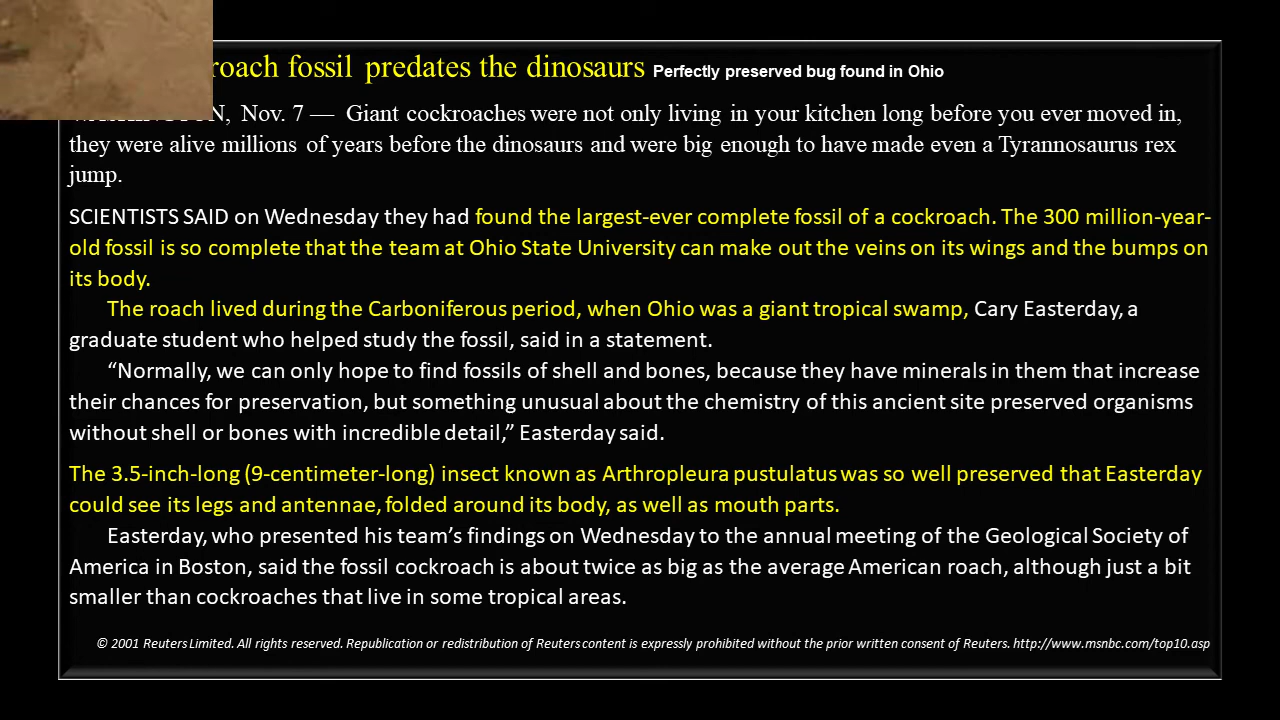 roach fossil predates the dinosaurs Perfectly preserved bug found in Ohio
Nov. 7 — Giant cockroaches were not only living in your kitchen long before you ever moved in,
they were alive millions of years before the dinosaurs and were big enough to have made even a Tyrannosaurus rex
jump.
SCIENTISTS SAID on Wednesday they had found the largest-ever complete fossil of a cockroach. The 300 million-year-
old fossil is so complete that the team at Ohio State University can make out the veins on its wings and the bumps on
its body.
The roach lived during the Carboniferous period, when Ohio was a giant tropical swamp, Cary Easterday, a
graduate student who helped study the fossil, said in a statement.
“Normally, we can only hope to find fossils of shell and bones, because they have minerals in them that increase
their chances for preservation, but something unusual about the chemistry of this ancient site preserved organisms
without shell or bones with incredible detail,” Easterday said.
The 3.5-inch-long (9-centimeter-long) insect known as Arthropleura pustulatus was so well preserved that Easterday
could see its legs and antennae, folded around its body, as well as mouth parts.
Easterday, who presented his team’s findings on Wednesday to the annual meeting of the Geological Society of
America in Boston, said the fossil cockroach is about twice as big as the average American roach, although just a bit
smaller than cockroaches that live in some tropical areas.
© 2001 Reuters Limited. All rights reserved. Republication or redistribution of Reuters content is expressly prohibited without the prior written consent of Reuters. http://www.msnbc.com/top10.asp